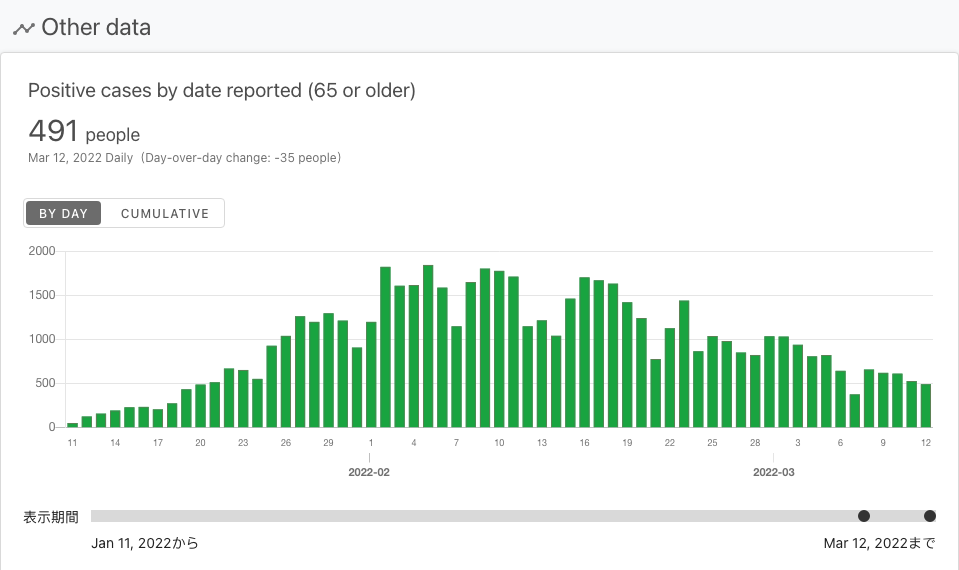 Other data
Positive cases by date reported (65 or older)
491 people
Mar 12, 2022 Daily (Day-over-day change: -35 people)
BY DAY CUMULATIVE
2000
1500
1000
500
0
11 14 17 20 23 26 29 1 4 7 10 13 16 19 22 25 28 3 6 9 12
2022-02 2022-03
表示期間
Jan 11, 2022から Mar 12, 2022まで